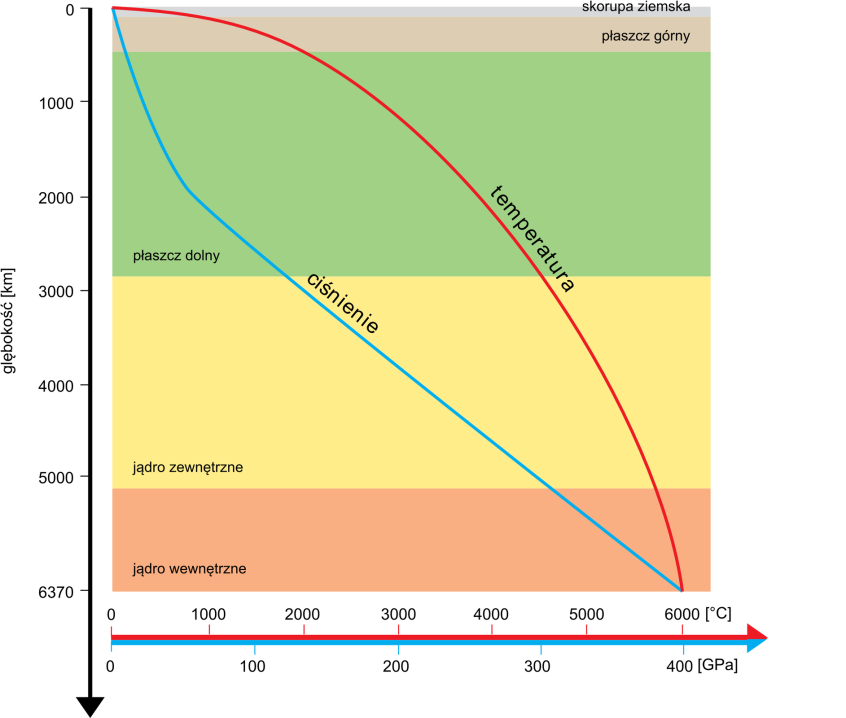 0
skorupa ziemska
płaszcz górny
1000
2000
temperatura
płaszcz dolny
ciśnienie
3000
głębokość [km]
4000
jądro zewnętrzne
5000
jądro wewnętrzne
6370
0 1000 2000 3000 4000 5000 6000 [°C]
0 100 200 300 400 [GPa]